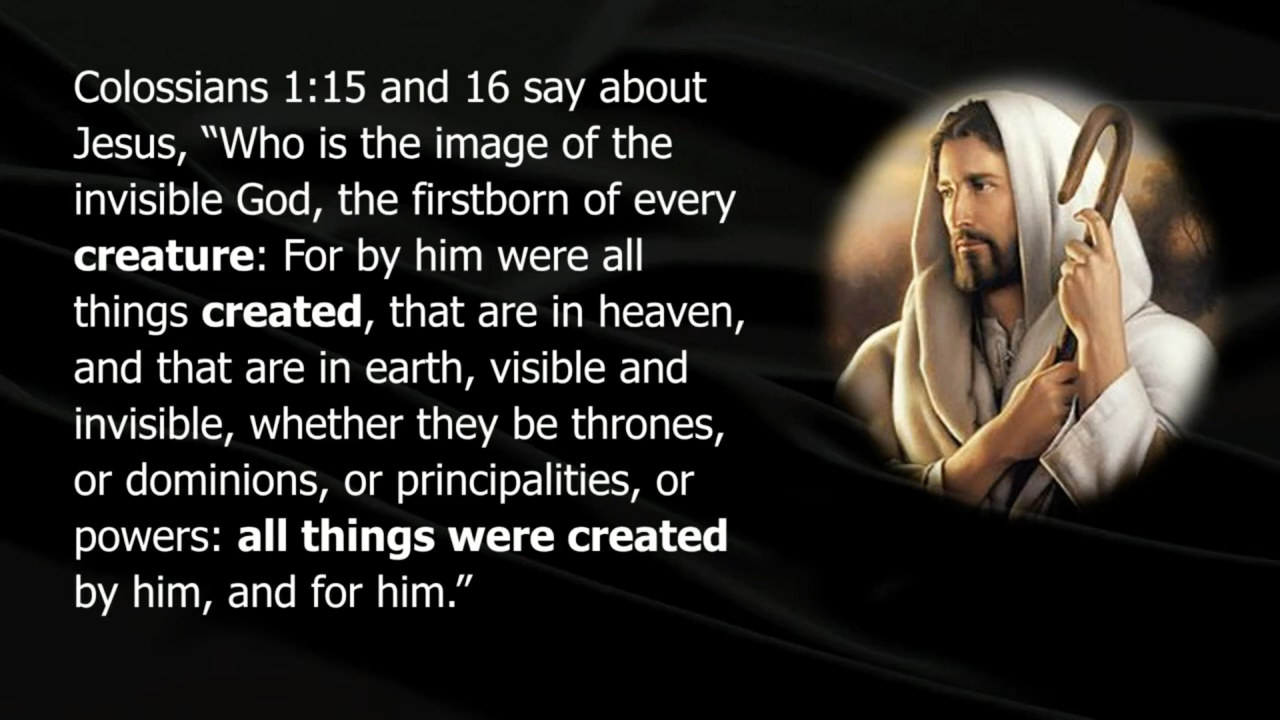 Colossians 1:15 and 16 say about
Jesus, “Who is the image of the
invisible God, the firstborn of every
creature: For by him were all
things created, that are in heaven,
and that are in earth, visible and
invisible, whether they be thrones,
or dominions, or principalities, or
powers: all things were created
by him, and for him.”